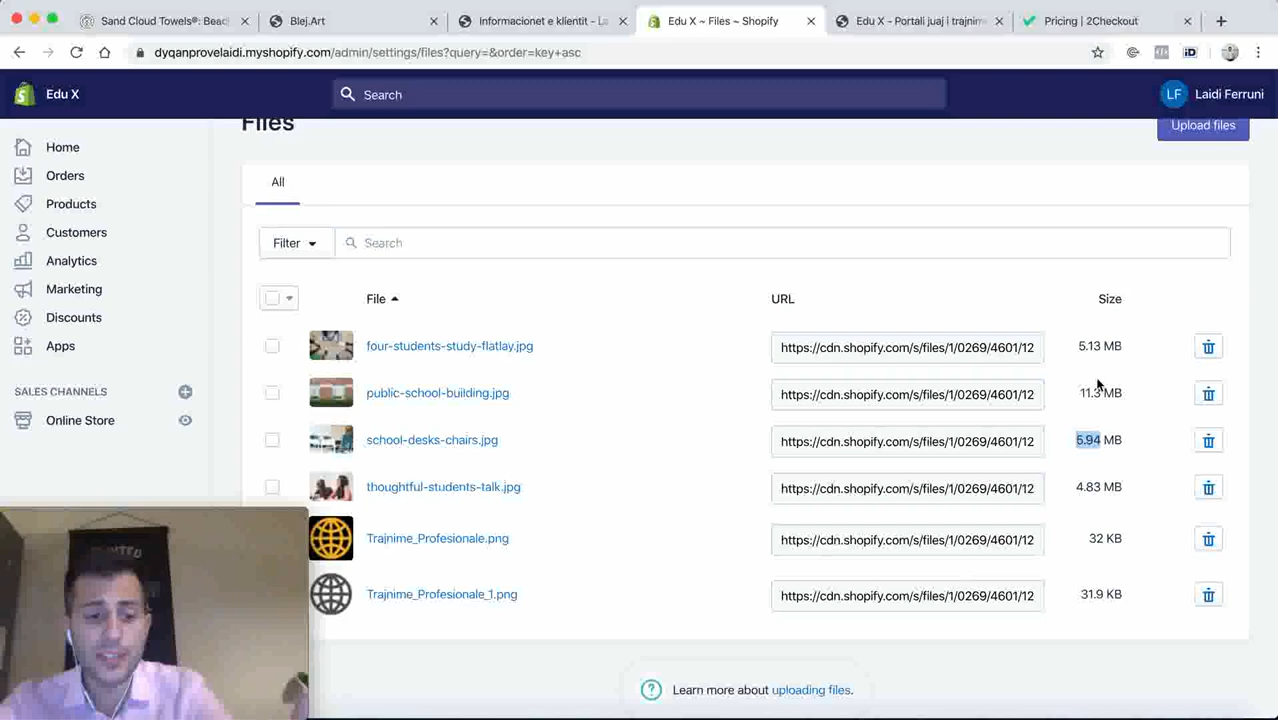 Sand Cloud Towels®: Beac
Blej.Art
Informacionet e klientit - La
Edu X ~ Files ~ Shopify
Edu X - Portali juaj i trajnim
Pricing | 2Checkout
dyqanprovelaidi.myshopify.com/admin/settings/files?query=&order=key+asc
iD
Edu X
Search
LF
Laidi Ferruni
Home
Orders
Products
Customers
Analytics
Marketing
Discounts
Apps
SALES CHANNELS
Online Store
Files
Upload files
All
Filter
Search
File
URL
Size
four-students-study-flatlay.jpg
https://cdn.shopify.com/s/files/1/0269/4601/12
5.13 MB
public-school-building.jpg
https://cdn.shopify.com/s/files/1/0269/4601/12
11.3 MB
school-desks-chairs.jpg
https://cdn.shopify.com/s/files/1/0269/4601/12
5.94 MB
thoughtful-students-talk.jpg
https://cdn.shopify.com/s/files/1/0269/4601/12
4.83 MB
Trajnime_Profesionale.png
https://cdn.shopify.com/s/files/1/0269/4601/12
32 KB
Trajnime_Profesionale_1.png
https://cdn.shopify.com/s/files/1/0269/4601/12
31.9 KB
Learn more about uploading files.